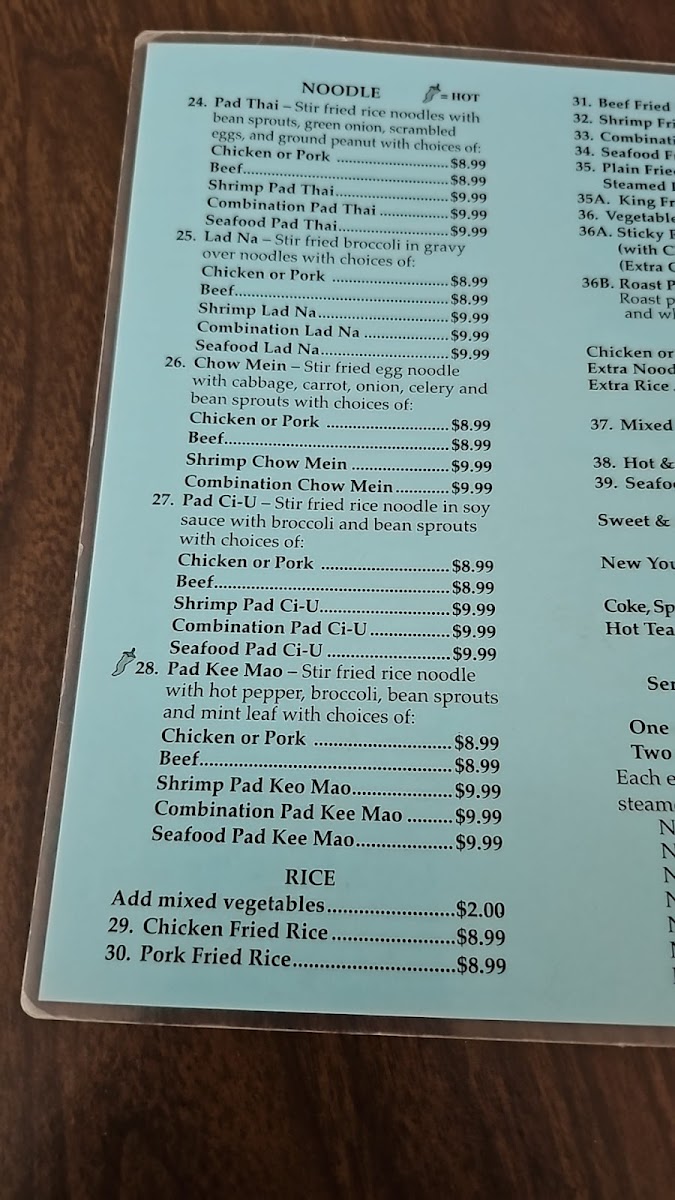 NOODLE = HOT
24. Pad Thai – Stir fried rice noodles with
bean sprouts, green onion, scrambled
eggs, and ground peanut with choices of:
Chicken or Pork ..........................$8.99
Beef..................................................$8.99
Shrimp Pad Thai...........................$9.99
Combination Pad Thai ................$9.99
Seafood Pad Thai..........................$9.99
25. Lad Na – Stir fried broccoli in gravy
over noodles with choices of:
Chicken or Pork ...........................$8.99
Beef..................................................$8.99
Shrimp Lad Na..............................$9.99
Combination Lad Na ...................$9.99
Seafood Lad Na.............................$9.99
26. Chow Mein – Stir fried egg noodle
with cabbage, carrot, onion, celery and
bean sprouts with choices of:
Chicken or Pork ...........................$8.99
Beef..................................................$8.99
Shrimp Chow Mein .....................$9.99
Combination Chow Mein............$9.99
27. Pad Ci-U – Stir fried rice noodle in soy
sauce with broccoli and bean sprouts
with choices of:
Chicken or Pork ...........................$8.99
Beef..................................................$8.99
Shrimp Pad Ci-U...........................$9.99
Combination Pad Ci-U.................$9.99
Seafood Pad Ci-U .........................$9.99
28. Pad Kee Mao – Stir fried rice noodle
with hot pepper, broccoli, bean sprouts
and mint leaf with choices of:
Chicken or Pork ...........................$8.99
Beef..................................................$8.99
Shrimp Pad Keo Mao....................$9.99
Combination Pad Kee Mao .........$9.99
Seafood Pad Kee Mao...................$9.99
RICE
Add mixed vegetables.........................$2.00
29. Chicken Fried Rice ........................$8.99
30. Pork Fried Rice................................$8.99
31. Beef Fried
32. Shrimp
33.
34. Seafood
35. Plain
Steamed
35A. King
36.
36A. Sticky
(with
(Extra
36B. Roast
Roast
and
Chicken or
Extra
Extra Rice
37. Mixed
38. Hot &
39.
Sweet &
New
Coke,
Hot Tea
One
Two
Each